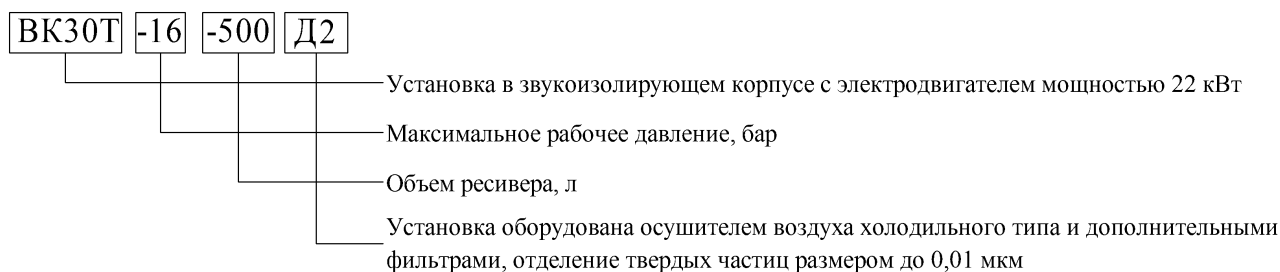 ВК30Т -16 -500 Д2
Установка в звукоизолирующем корпусе с электродвигателем мощностью 22 кВт
Максимальное рабочее давление, бар
Объем ресивера, л
Установка оборудована осушителем воздуха холодильного типа и дополнительными
фильтрами, отделение твердых частиц размером до 0,01 мкм